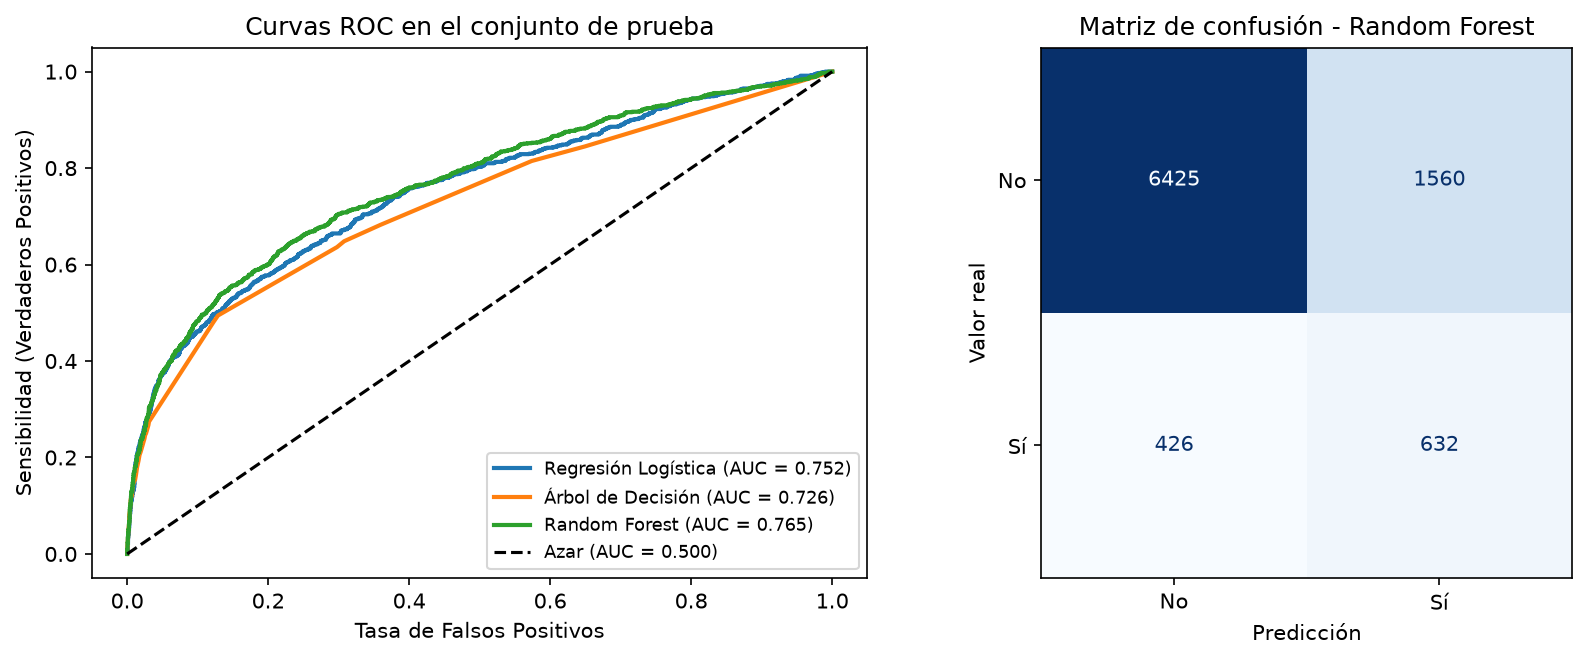 Curvas ROC en el conjunto de prueba
Sensibilidad (Verdaderos Positivos)
1.0
0.8
0.6
0.4
0.2
0.0
Regresión Logística (AUC = 0.752)
Árbol de Decisión (AUC = 0.726)
Random Forest (AUC = 0.765)
Azar (AUC = 0.500)
0.0 0.2 0.4 0.6 0.8 1.0
Tasa de Falsos Positivos
Matriz de confusión - Random Forest
Valor real
No 6425 1560
Sí 426 632
No Sí
Predicción